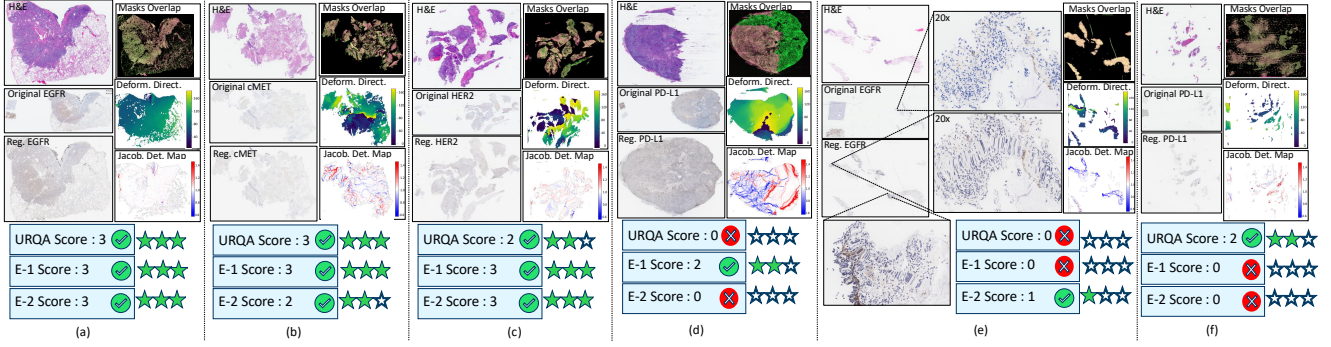 H&E
Masks Overlap
Original EGFR
Deform. Direct.
Reg. EGFR
Jacob. Det. Map
URQA Score : 3
E-1 Score : 3
E-2 Score : 3
(a)
H&E
Masks Overlap
Original cMET
Deform. Direct.
Reg. cMET
Jacob. Det. Map
URQA Score : 3
E-1 Score : 3
E-2 Score : 2
(b)
H&E
Masks Overlap
Original HER2
Deform. Direct.
Reg. HER2
Jacob. Det. Map
URQA Score : 2
E-1 Score : 3
E-2 Score : 3
(c)
H&E
Masks Overlap
Original PD-L1
Deform. Direct.
Reg. PD-L1
Jacob. Det. Map
URQA Score : 0
E-1 Score : 2
E-2 Score : 0
(d)
H&E
20x
Masks Overlap
Original EGFR
Deform. Direct.
20x
Reg. EGFR
Jacob. Det. Map
URQA Score : 0
E-1 Score : 0
E-2 Score : 1
(e)
H&E
Masks Overlap
Original PD-L1
Deform. Direct.
Reg. PD-L1
Jacob. Det. Map
URQA Score : 2
E-1 Score : 0
E-2 Score : 0
(f)